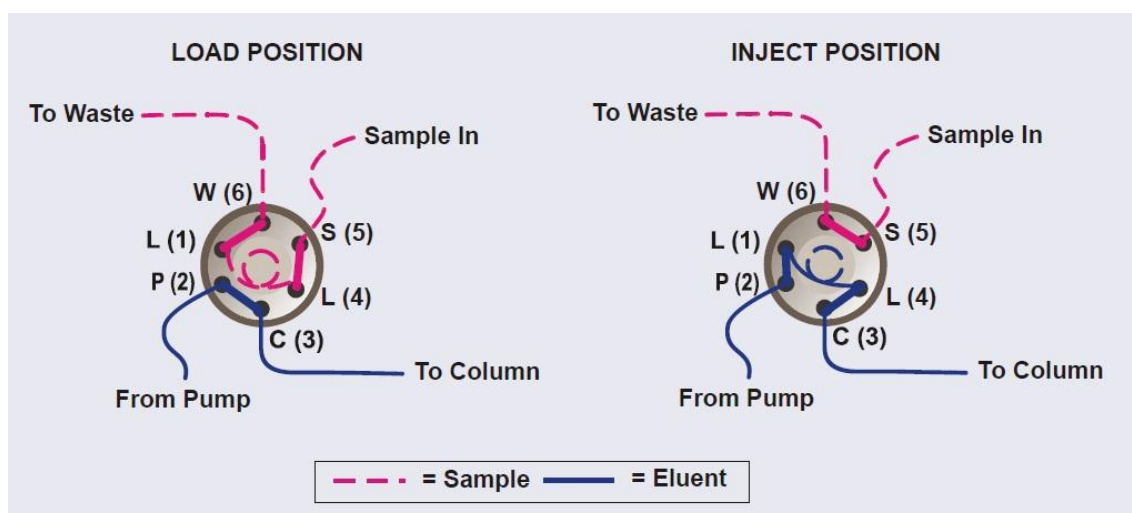 LOAD POSITION
To Waste
Sample In
W (6)
S (5)
L (1)
P (2)
L (4)
C (3)
To Column
From Pump
INJECT POSITION
To Waste
Sample In
W (6)
S (5)
L (1)
P (2)
L (4)
C (3)
To Column
From Pump
= Sample = Eluent